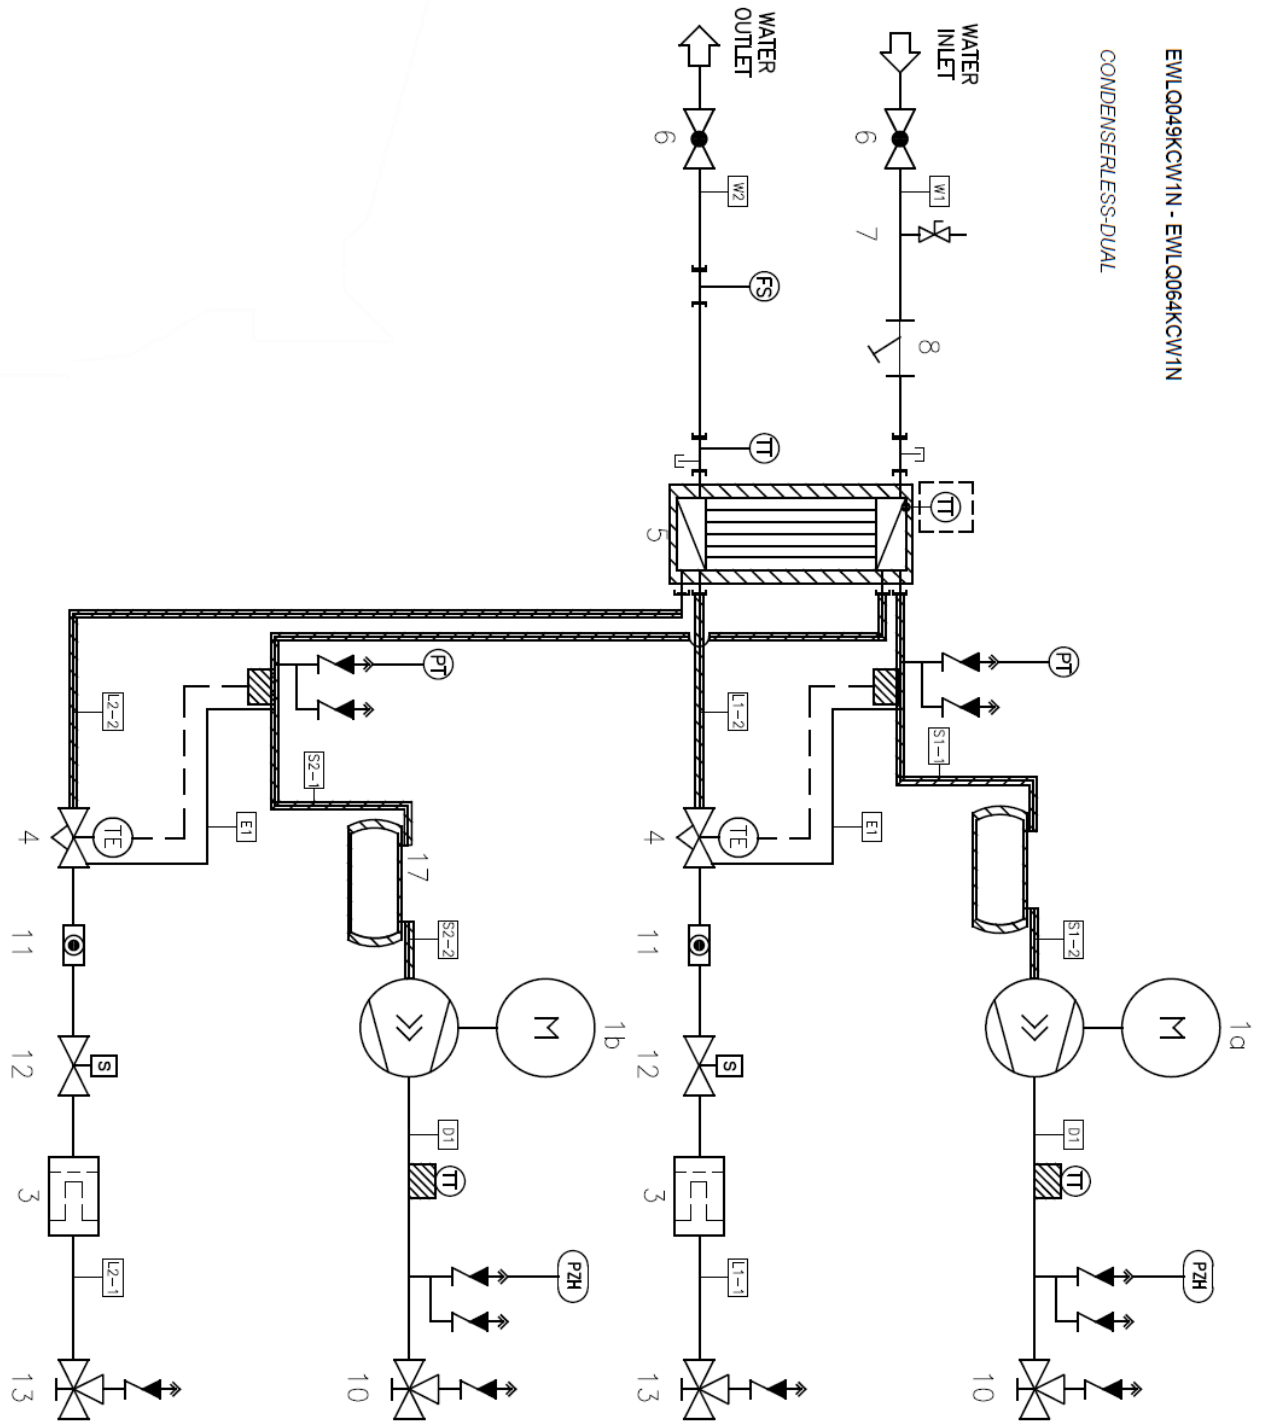 EWLQ049KCW1N - EWLQ064KCW1N
CONDENSERLESS-DUAL
WATER
INLET
WATER
OUTLET
6
6
W1
W2
7
FS
8
TT
TT
5
PT
PT
L2-2
L1-2
S1-1
S2-1
E1
E1
4
TE
4
TE
17
11
11
S2-2
S1-2
M
1b
M
1a
12
S
12
S
D1
D1
TT
TT
3
3
L2-1
L1-1
PZH
PZH
13
10
13
10